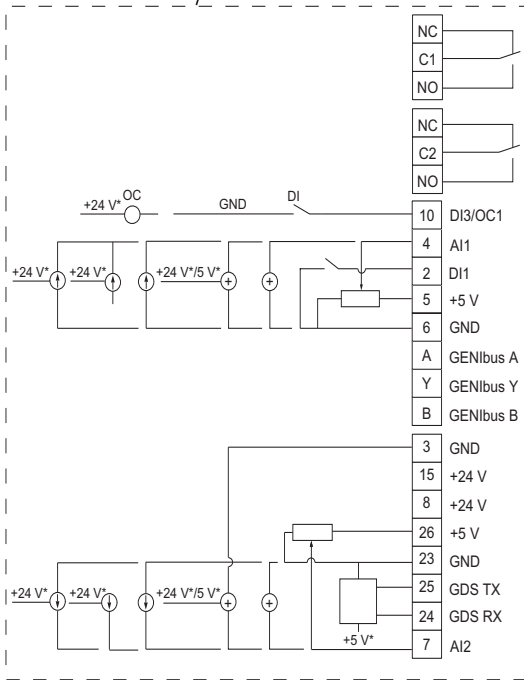 NC
C1
NO
NC
C2
NO
+24 V* OC GND DI 10 DI3/OC1
4 AI1
+24 V* +24 V* +24 V*/5 V* + + 2 DI1
5 +5 V
6 GND
A GENIbus A
Y GENIbus Y
B GENIbus B
3 GND
15 +24 V
8 +24 V
26 +5 V
23 GND
+24 V* +24 V* +24 V*/5 V* + + 25 GDS TX
24 GDS RX
+5 V* 7 AI2